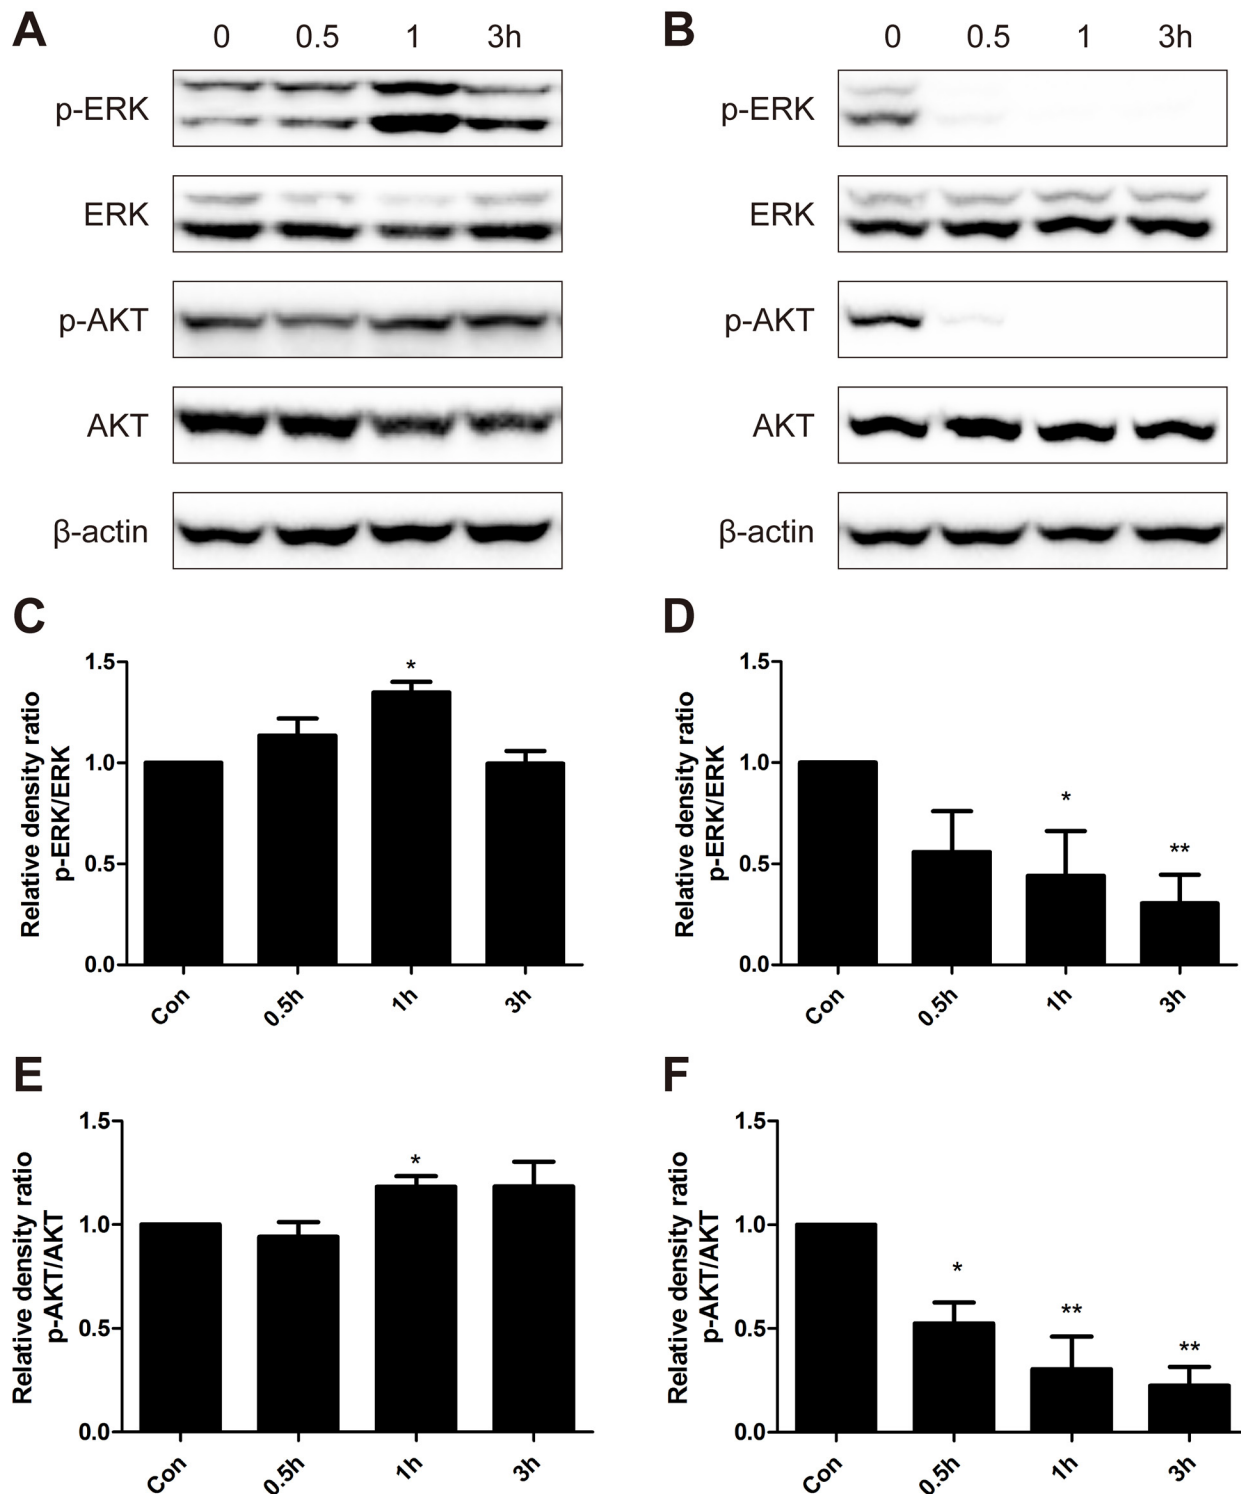 A
0 0.5 1 3h
p-ERK
ERK
p-AKT
AKT
β-actin
B
0 0.5 1 3h
p-ERK
ERK
p-AKT
AKT
β-actin
C
Relative density ratio
p-ERK/ERK
1.5
1.0
0.5
0.0
*
Con 0.5h 1h 3h
D
Relative density ratio
p-ERK/ERK
1.5
1.0
0.5
0.0
*
**
Con 0.5h 1h 3h
E
Relative density ratio
p-AKT/AKT
1.5
1.0
0.5
0.0
*
Con 0.5h 1h 3h
F
Relative density ratio
p-AKT/AKT
1.5
1.0
0.5
0.0
*
**
**
Con 0.5h 1h 3h